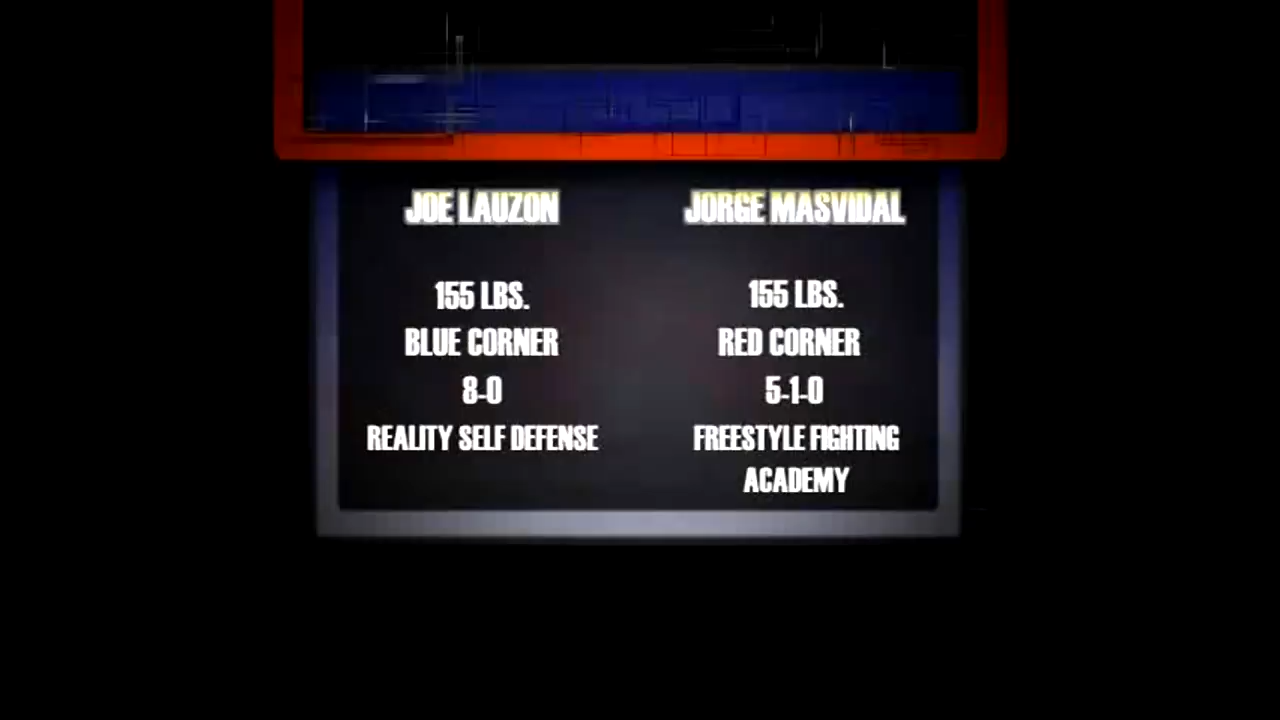 JOE LAUZON
155 LBS.
BLUE CORNER
8-0
REALITY SELF DEFENSE
JORGE MASVIDAL
155 LBS.
RED CORNER
5-1-0
FREESTYLE FIGHTING
ACADEMY